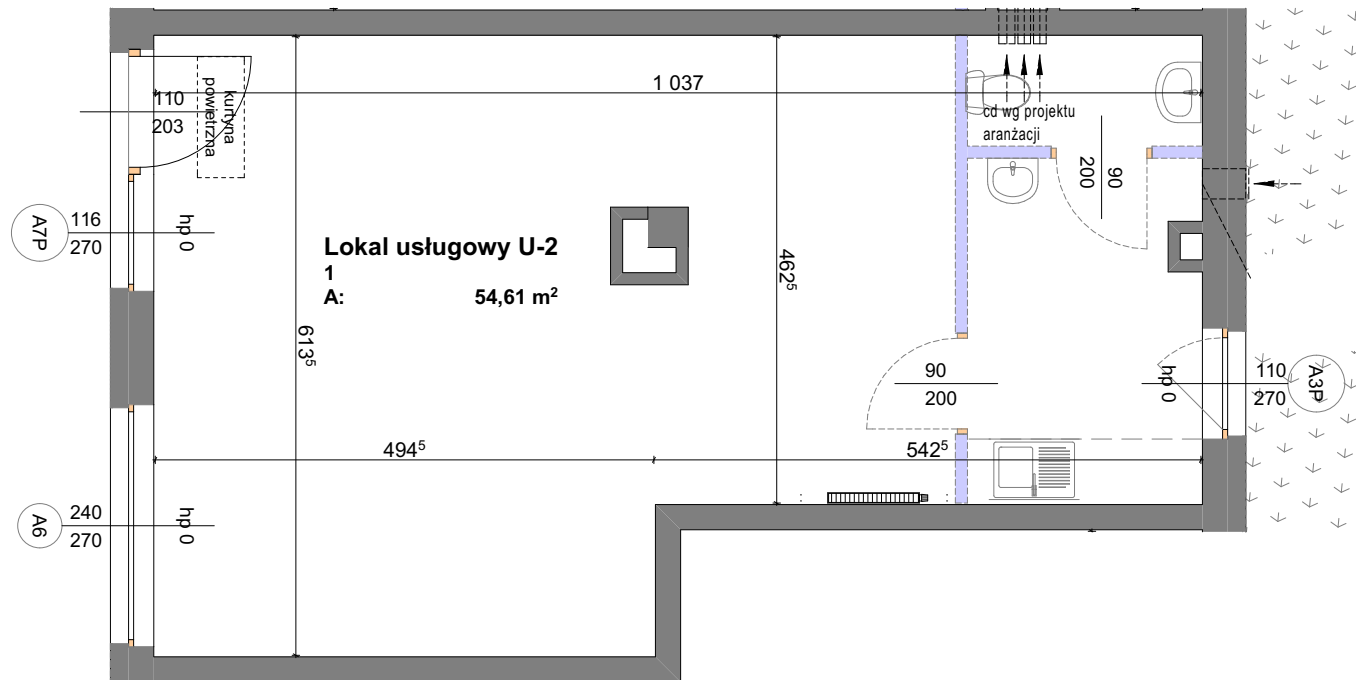 1 037
110
203
kurtyna
powietrzna
cd wg projektu
aranżacji
90
200
A7P
116
270
hp 0
Lokal usługowy U-2
1
A: 54,61 m²
462⁵
613⁵
90
200
hp 0
110
270
A3P
494⁵
542⁵
A6
240
270
hp 0